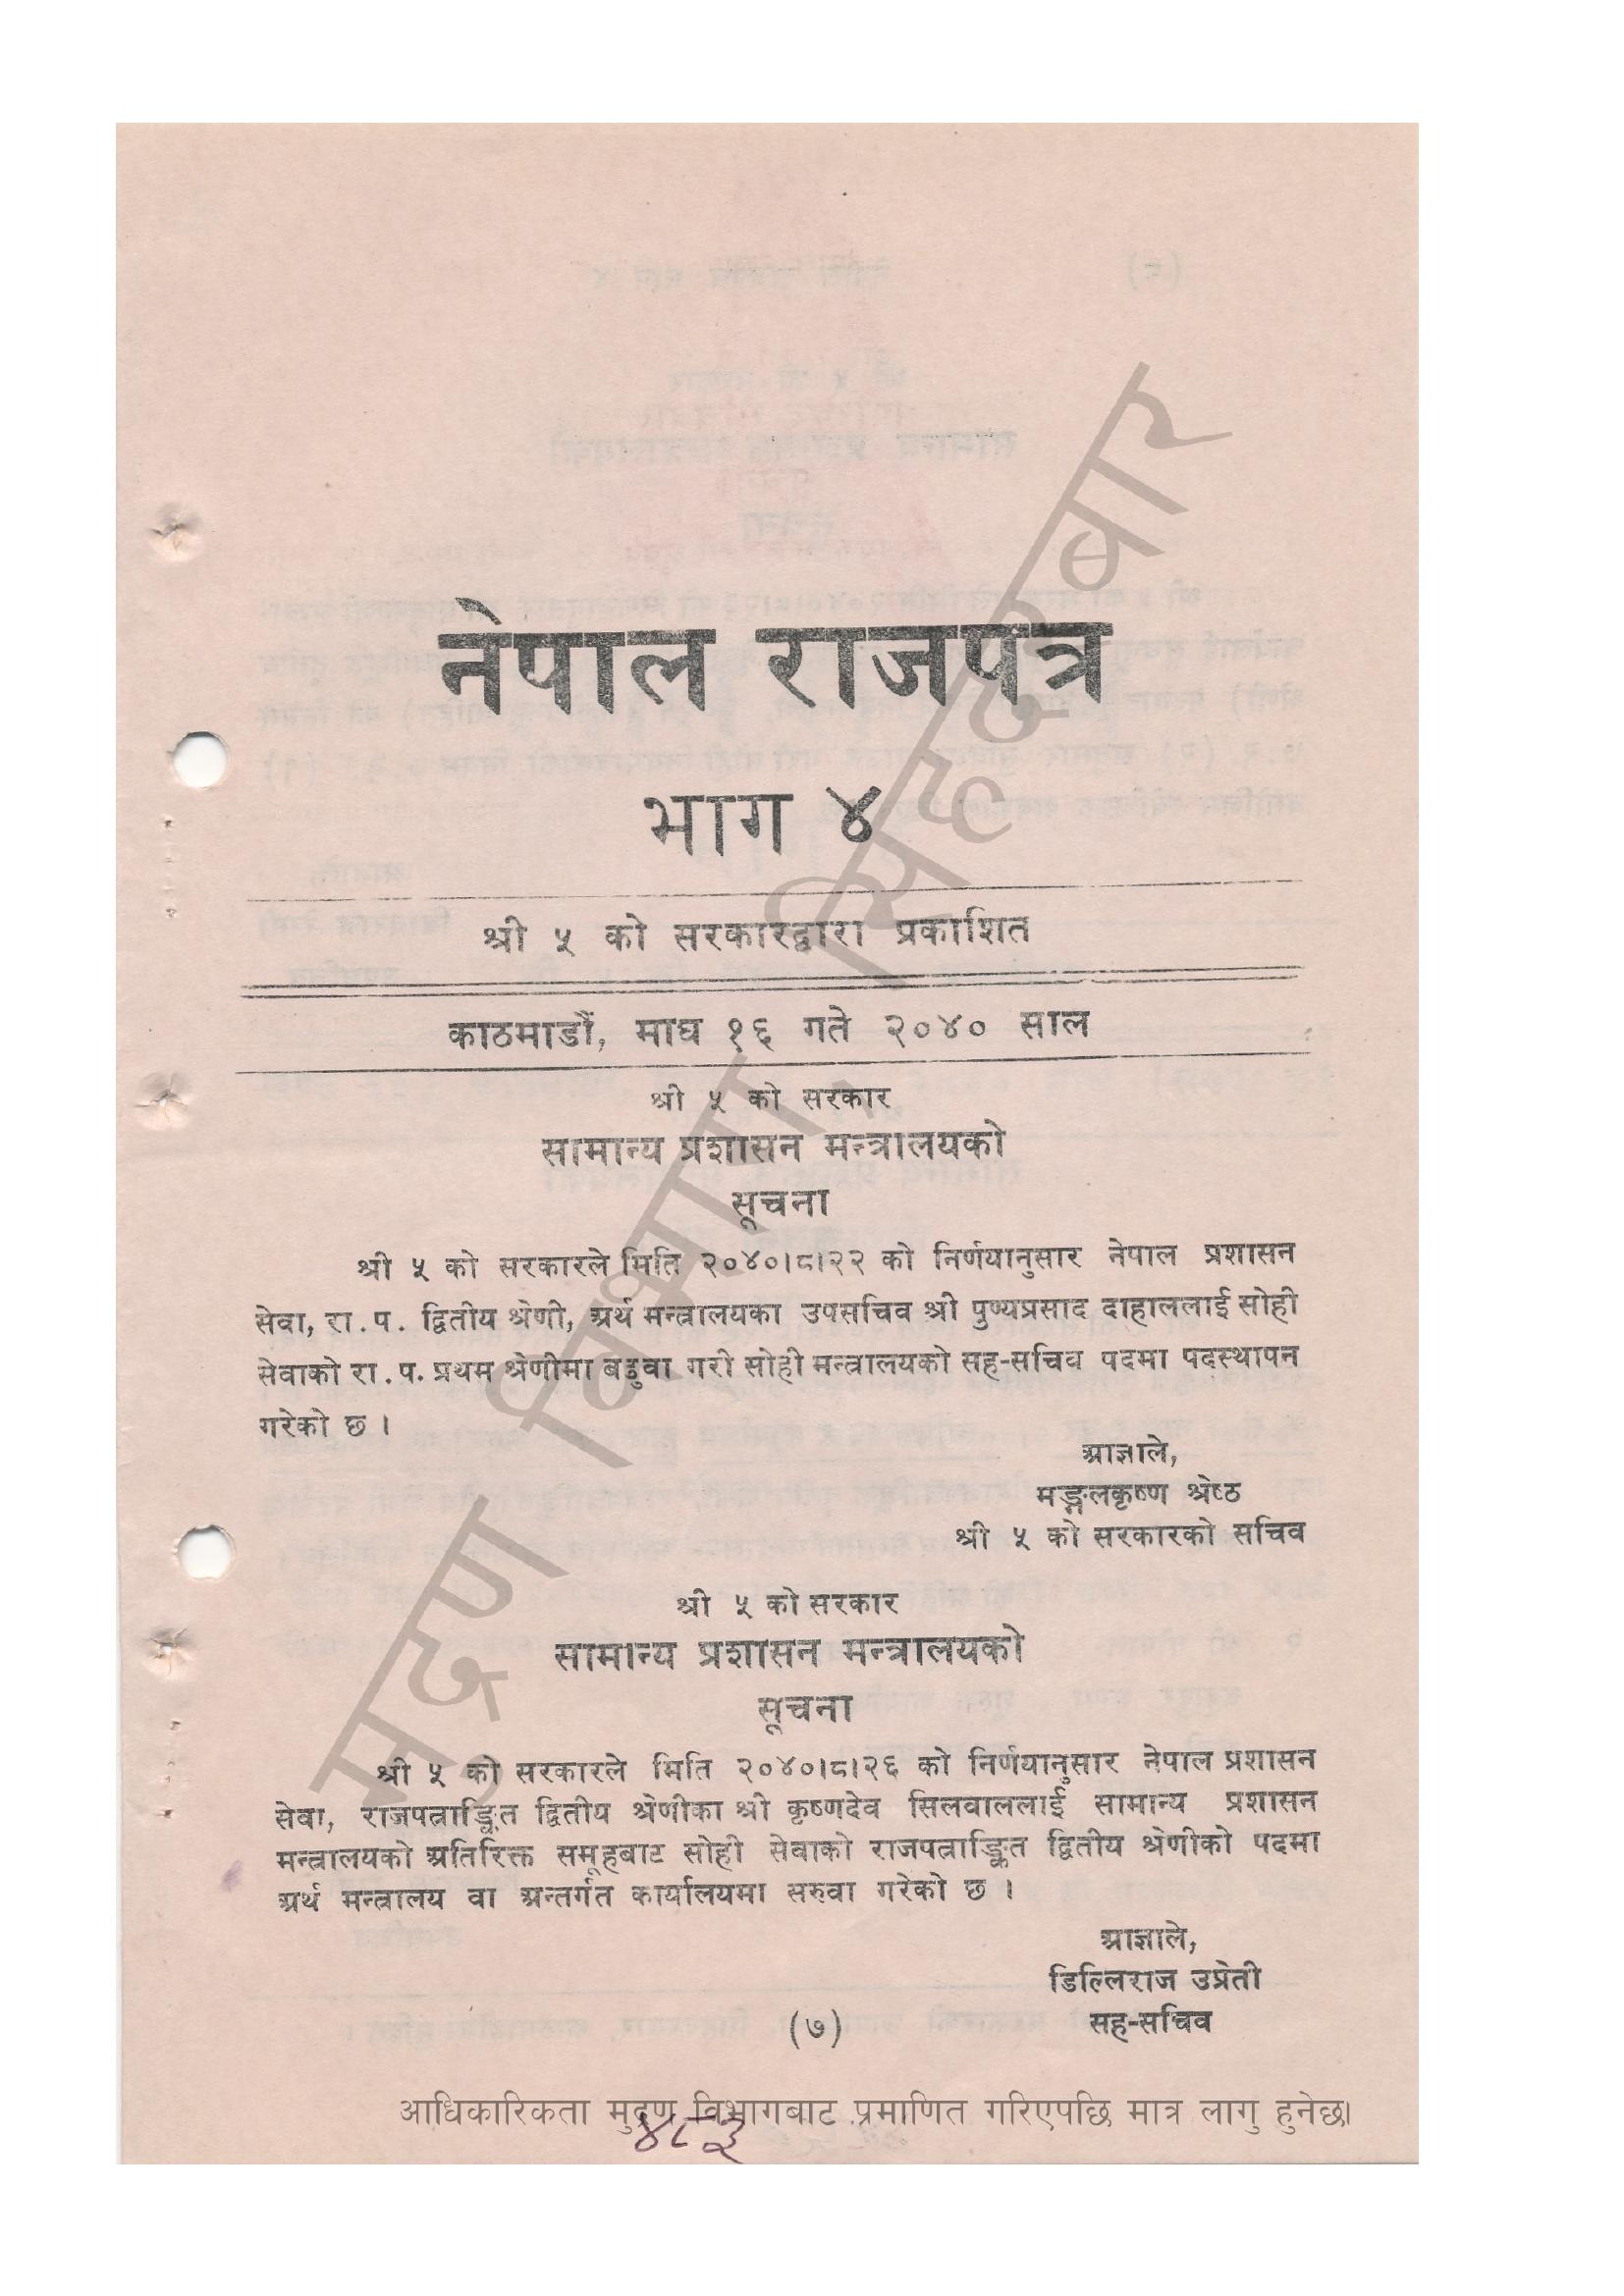 नेपाल राजपत्र
भाग ४
श्री ५ को सरकारद्वारा प्रकाशित
काठमाडौं, माघ १६ गते २०४० साल
श्री ५ को सरकार
सामान्य प्रशासन मन्त्रालयको
सूचना
श्री ५ को सरकारले मिति २०४०।८।२२ को निर्णयानुसार नेपाल प्रशासन
सेवा, रा.प. द्वितीय श्रेणी, अर्थ मन्त्रालयका उपसचिव श्री पुण्यप्रसाद दाहाललाई सोही
सेवाको रा.प. प्रथम श्रेणीमा बढुवा गरी सोही मन्त्रालयको सह-सचिव पदमा पदस्थापन
गरेको छ ।
आज्ञाले,
मङ्गलकृष्ण श्रेष्ठ
श्री ५ को सरकारको सचिव
श्री ५ को सरकार
सामान्य प्रशासन मन्त्रालयको
सूचना
श्री ५ को सरकारले मिति २०४०।८।२६ को निर्णयानुसार नेपाल प्रशासन
सेवा, राजपत्राङ्कित द्वितीय श्रेणीका श्री कृष्णदेव सिलवाललाई सामान्य प्रशासन
मन्त्रालयको अतिरिक्त समूहबाट सोही सेवाको राजपत्राङ्कित द्वितीय श्रेणीको पदमा
अर्थ मन्त्रालय वा अन्तर्गत कार्यालयमा सरुवा गरेको छ ।
आज्ञाले,
डिल्लिराज उप्रेती
सह-सचिव
(७)
मुद्रण विभाग, सिंहदरबार
आधिकारिकता मुद्रण विभागबाट प्रमाणित गरिएपछि मात्र लागु हुनेछ।
४८३